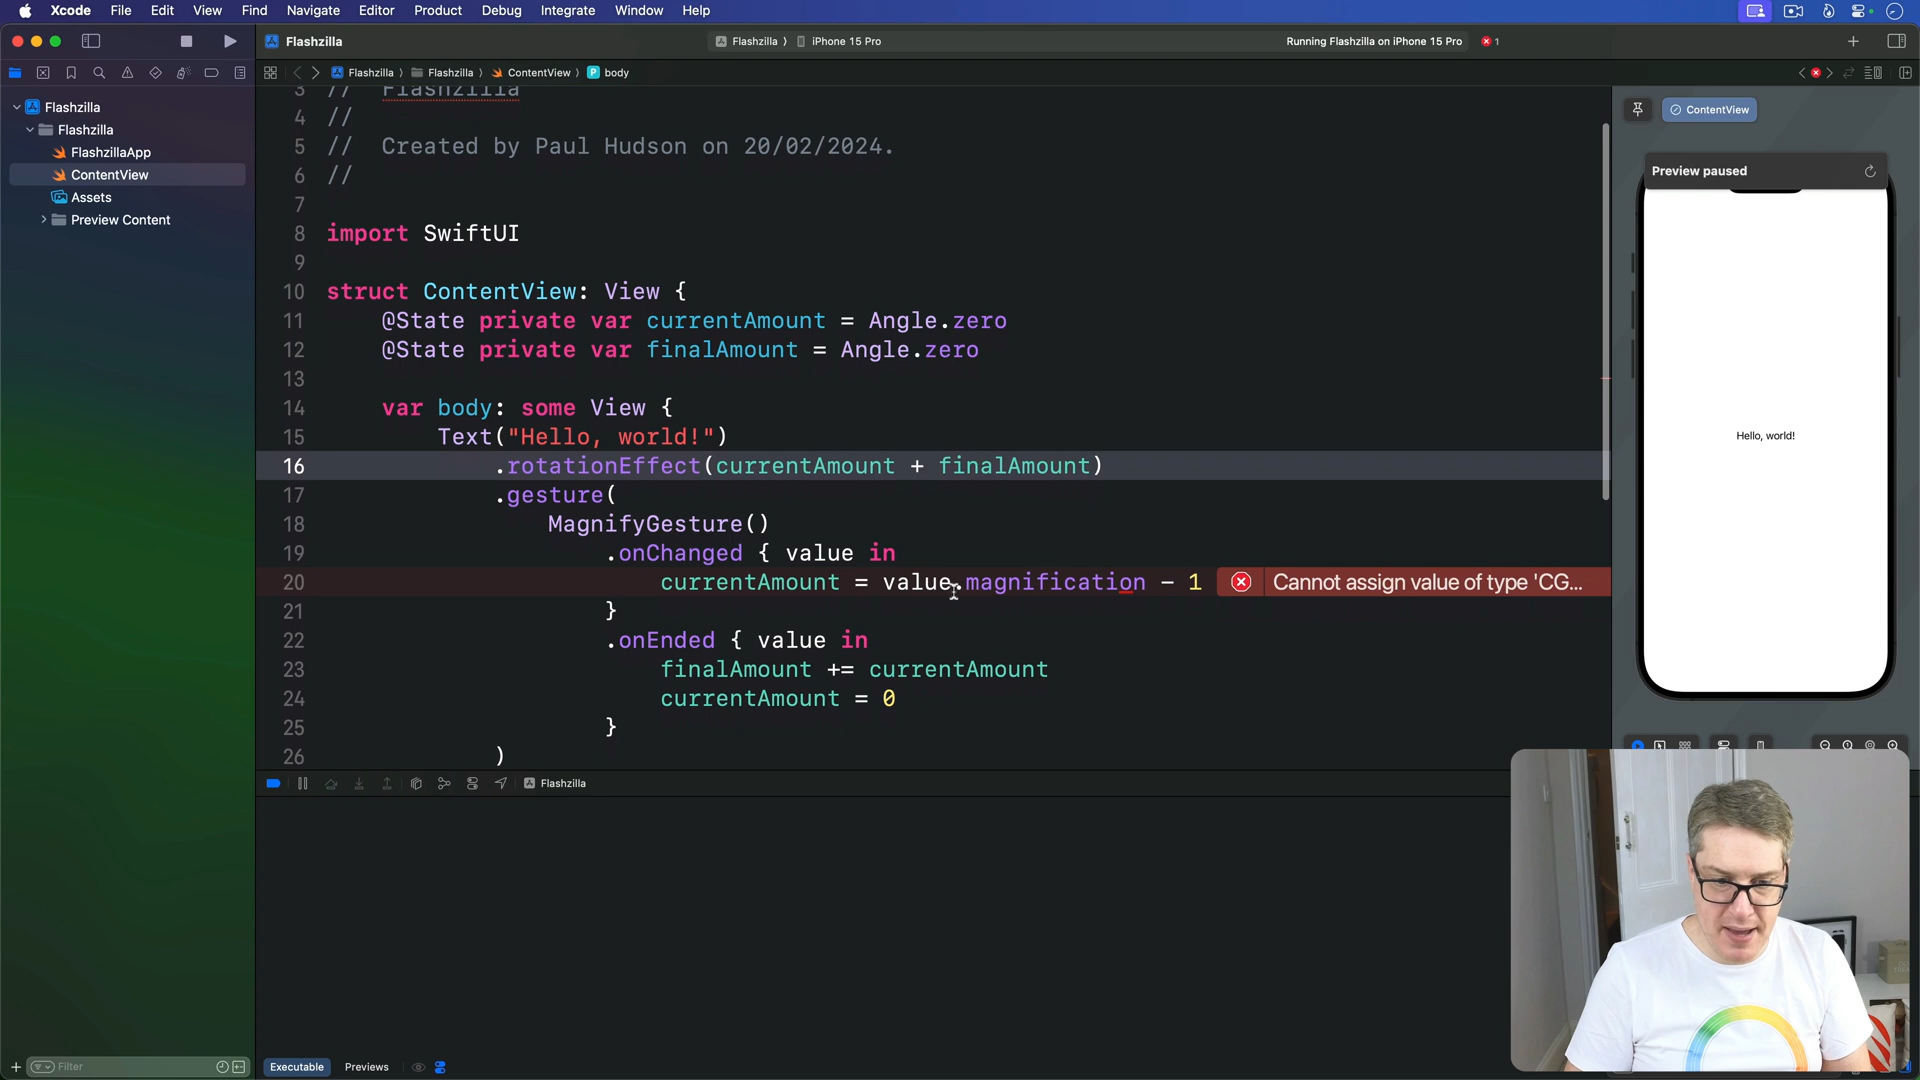 Xcode File Edit View Find Navigate Editor Product Debug Integrate Window Help
Flashzilla
Flashzilla
iPhone 15 Pro
Running Flashzilla on iPhone 15 Pro
1
Flashzilla
Flashzilla
ContentView
body
Flashzilla
Flashzilla
FlashzillaApp
ContentView
Assets
Preview Content
3 // Flashzilla
4 //
5 // Created by Paul Hudson on 20/02/2024.
6 //
7
8 import SwiftUI
9
10 struct ContentView: View {
11 @State private var currentAmount = Angle.zero
12 @State private var finalAmount = Angle.zero
13
14 var body: some View {
15 Text("Hello, world!")
16 .rotationEffect(currentAmount + finalAmount)
17 .gesture(
18 MagnifyGesture()
19 .onChanged { value in
20 currentAmount = value.magnification - 1 Cannot assign value of type 'CG...
21 }
22 .onEnded { value in
23 finalAmount += currentAmount
24 currentAmount = 0
25 }
26 )
ContentView
Preview paused
Hello, world!
Flashzilla
Filter
Executable
Previews